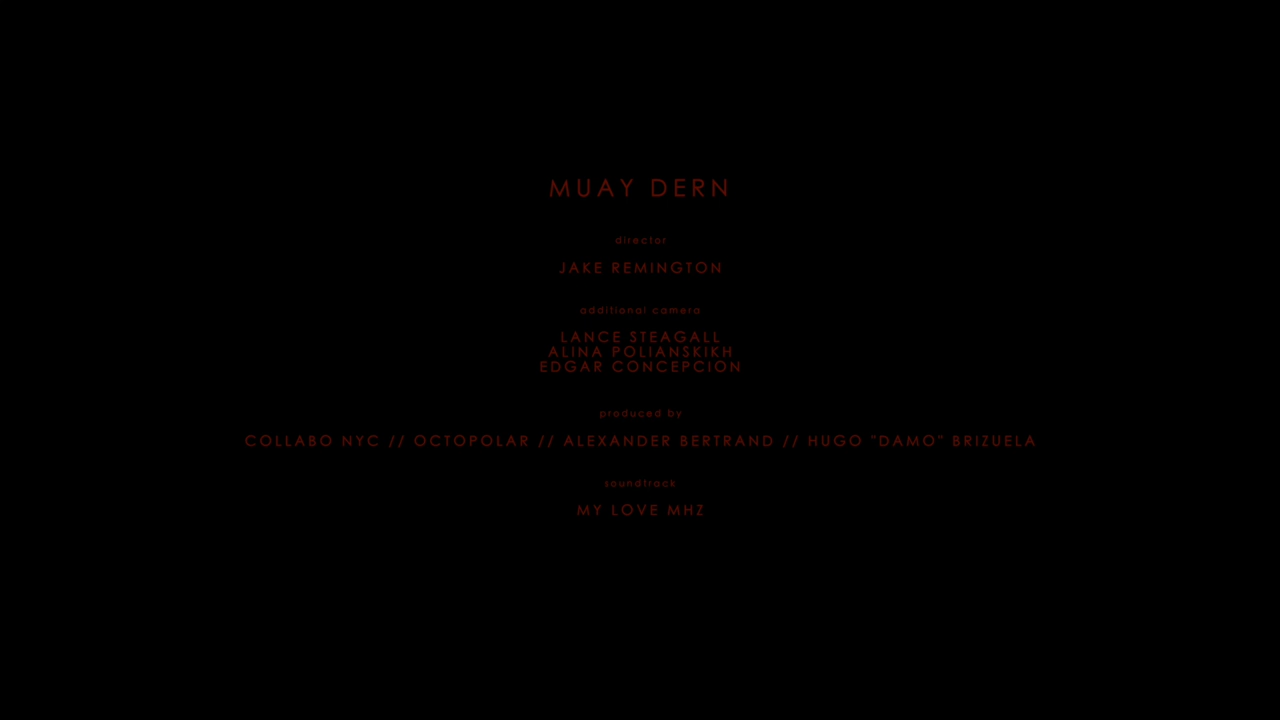 MUAY DERN
director
JAKE REMINGTON
additional camera
LANCE STEAGALL
ALINA POLIANSKIKH
EDGAR CONCEPCION
produced by
COLLABO NYC // OCTOPOLAR // ALEXANDER BERTRAND // HUGO "DAMO" BRIZUELA
soundtrack
MY LOVE MHZ